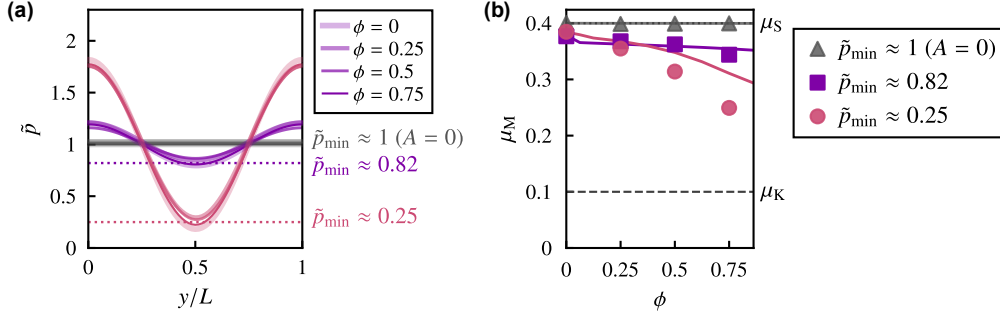 (a)
2
1.5
1
0.5
0
p̃
0
0.5
1
y/L
ϕ = 0
ϕ = 0.25
ϕ = 0.5
ϕ = 0.75
p̃min ≈ 1 (A = 0)
p̃min ≈ 0.82
p̃min ≈ 0.25
(b)
0.4
0.3
0.2
0.1
0.0
μM
0
0.25
0.50
0.75
ϕ
μS
μK
p̃min ≈ 1 (A = 0)
p̃min ≈ 0.82
p̃min ≈ 0.25